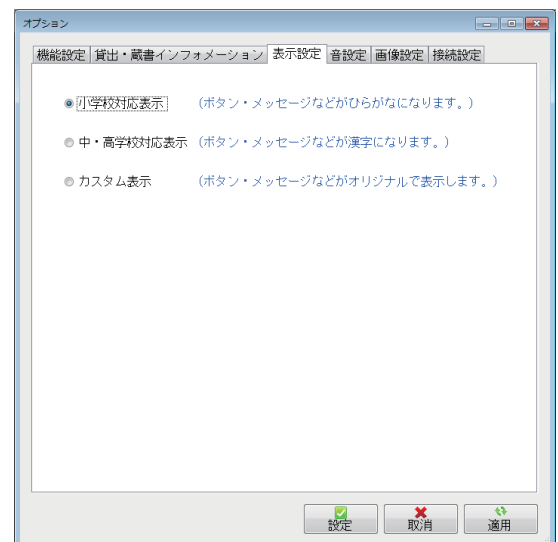 オプション
機能設定 貸出・蔵書インフォメーション 表示設定 音設定 画像設定 接続設定
小学校対応表示 (ボタン・メッセージなどがひらがなになります。)
中・高学校対応表示 (ボタン・メッセージなどが漢字になります。)
カスタム表示 (ボタン・メッセージなどがオリジナルで表示します。)
設定 取消 適用